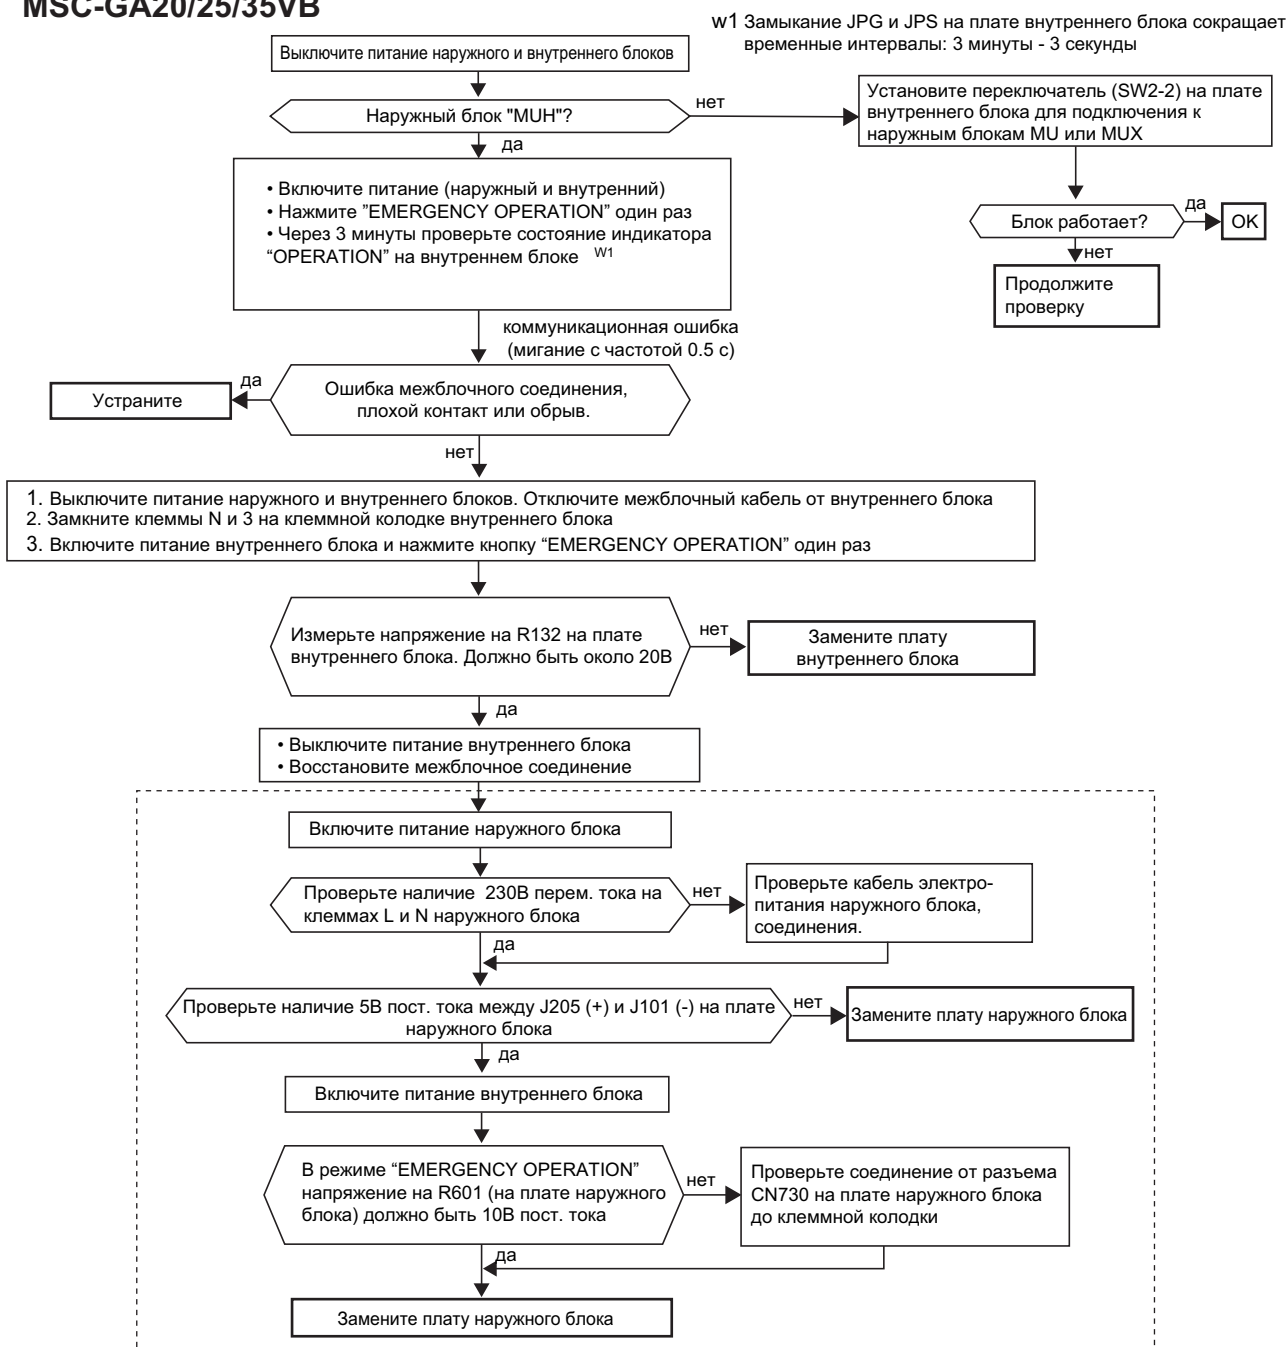 MSC-GA20/25/35VB
w1 Замыкание JPG и JPS на плате внутреннего блока сокращает
временные интервалы: 3 минуты - 3 секунды
Выключите питание наружного и внутреннего блоков
Наружный блок "MUH"?
нет
Установите переключатель (SW2-2) на плате
внутреннего блока для подключения к
наружным блокам MU или MUX
да
• Включите питание (наружный и внутренний)
• Нажмите ”EMERGENCY OPERATION” один раз
• Через 3 минуты проверьте состояние индикатора
“OPERATION” на внутреннем блоке W1
Блок работает?
да
OK
нет
Продолжите
проверку
коммуникационная ошибка
(мигание с частотой 0.5 с)
Ошибка межблочного соединения,
плохой контакт или обрыв.
да
Устраните
нет
1. Выключите питание наружного и внутреннего блоков. Отключите межблочный кабель от внутреннего блока
2. Замкните клеммы N и 3 на клеммной колодке внутреннего блока
3. Включите питание внутреннего блока и нажмите кнопку “EMERGENCY OPERATION” один раз
Измерьте напряжение на R132 на плате
внутреннего блока. Должно быть около 20В
нет
Замените плату
внутреннего блока
да
• Выключите питание внутреннего блока
• Восстановите межблочное соединение
Включите питание наружного блока
Проверьте наличие 230В перем. тока на
клеммах L и N наружного блока
нет
Проверьте кабель электро-
питания наружного блока,
соединения.
да
Проверьте наличие 5В пост. тока между J205 (+) и J101 (-) на плате
наружного блока
нет
Замените плату наружного блока
да
Включите питание внутреннего блока
В режиме “EMERGENCY OPERATION”
напряжение на R601 (на плате наружного
блока) должно быть 10В пост. тока
нет
Проверьте соединение от разъема
CN730 на плате наружного блока
до клеммной колодки
да
Замените плату наружного блока